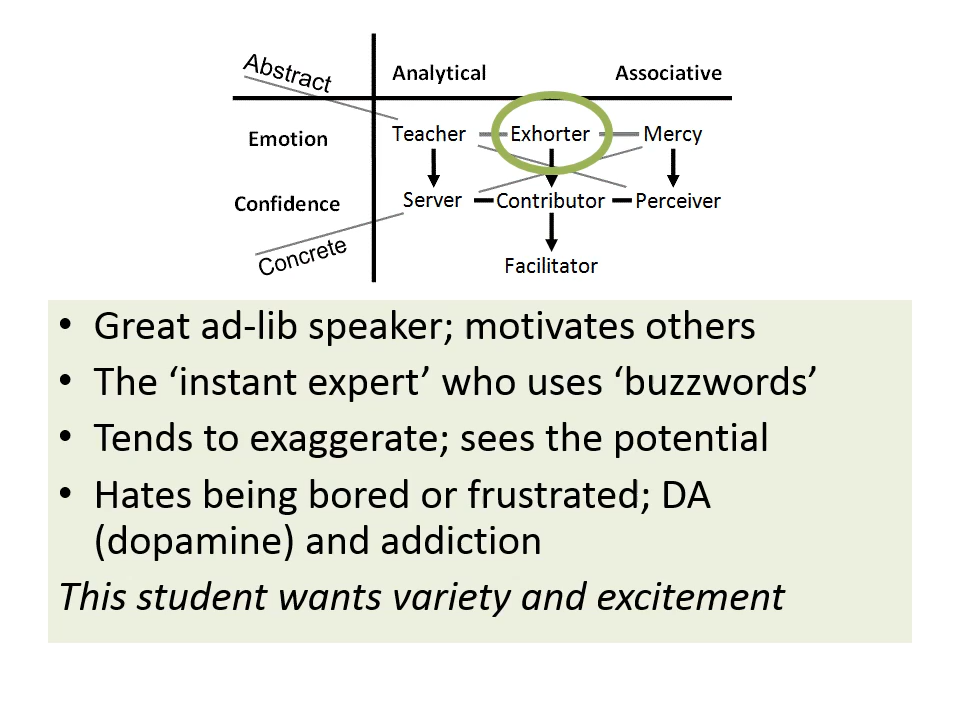 Abstract
Analytical Associative
Emotion Teacher Exhorter Mercy
Confidence Server Contributor Perceiver
Concrete
Facilitator
• Great ad-lib speaker; motivates others
• The ‘instant expert’ who uses ‘buzzwords’
• Tends to exaggerate; sees the potential
• Hates being bored or frustrated; DA
(dopamine) and addiction
This student wants variety and excitement